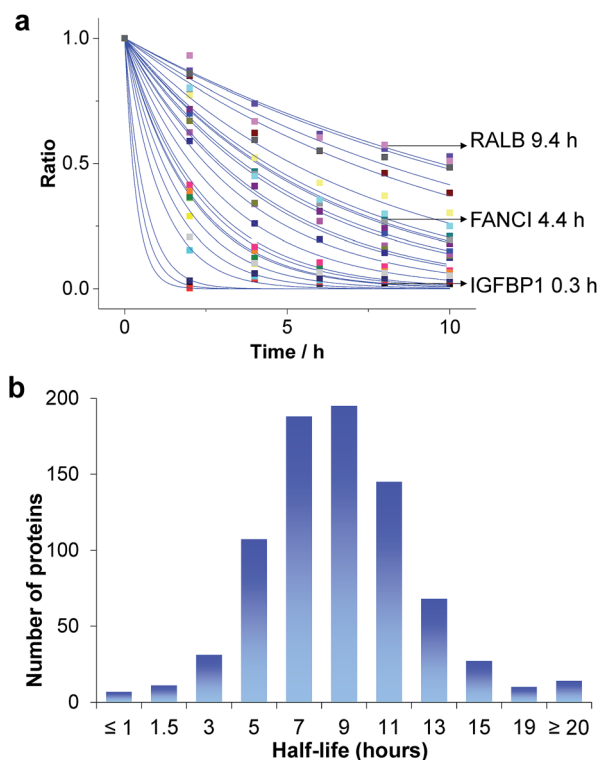 a
1.0
0.5
0.0
Ratio
RALB 9.4 h
FANCI 4.4 h
IGFBP1 0.3 h
0 5 10
Time / h
b
200
150
100
50
0
Number of proteins
≤ 1 1.5 3 5 7 9 11 13 15 19 ≥ 20
Half-life (hours)